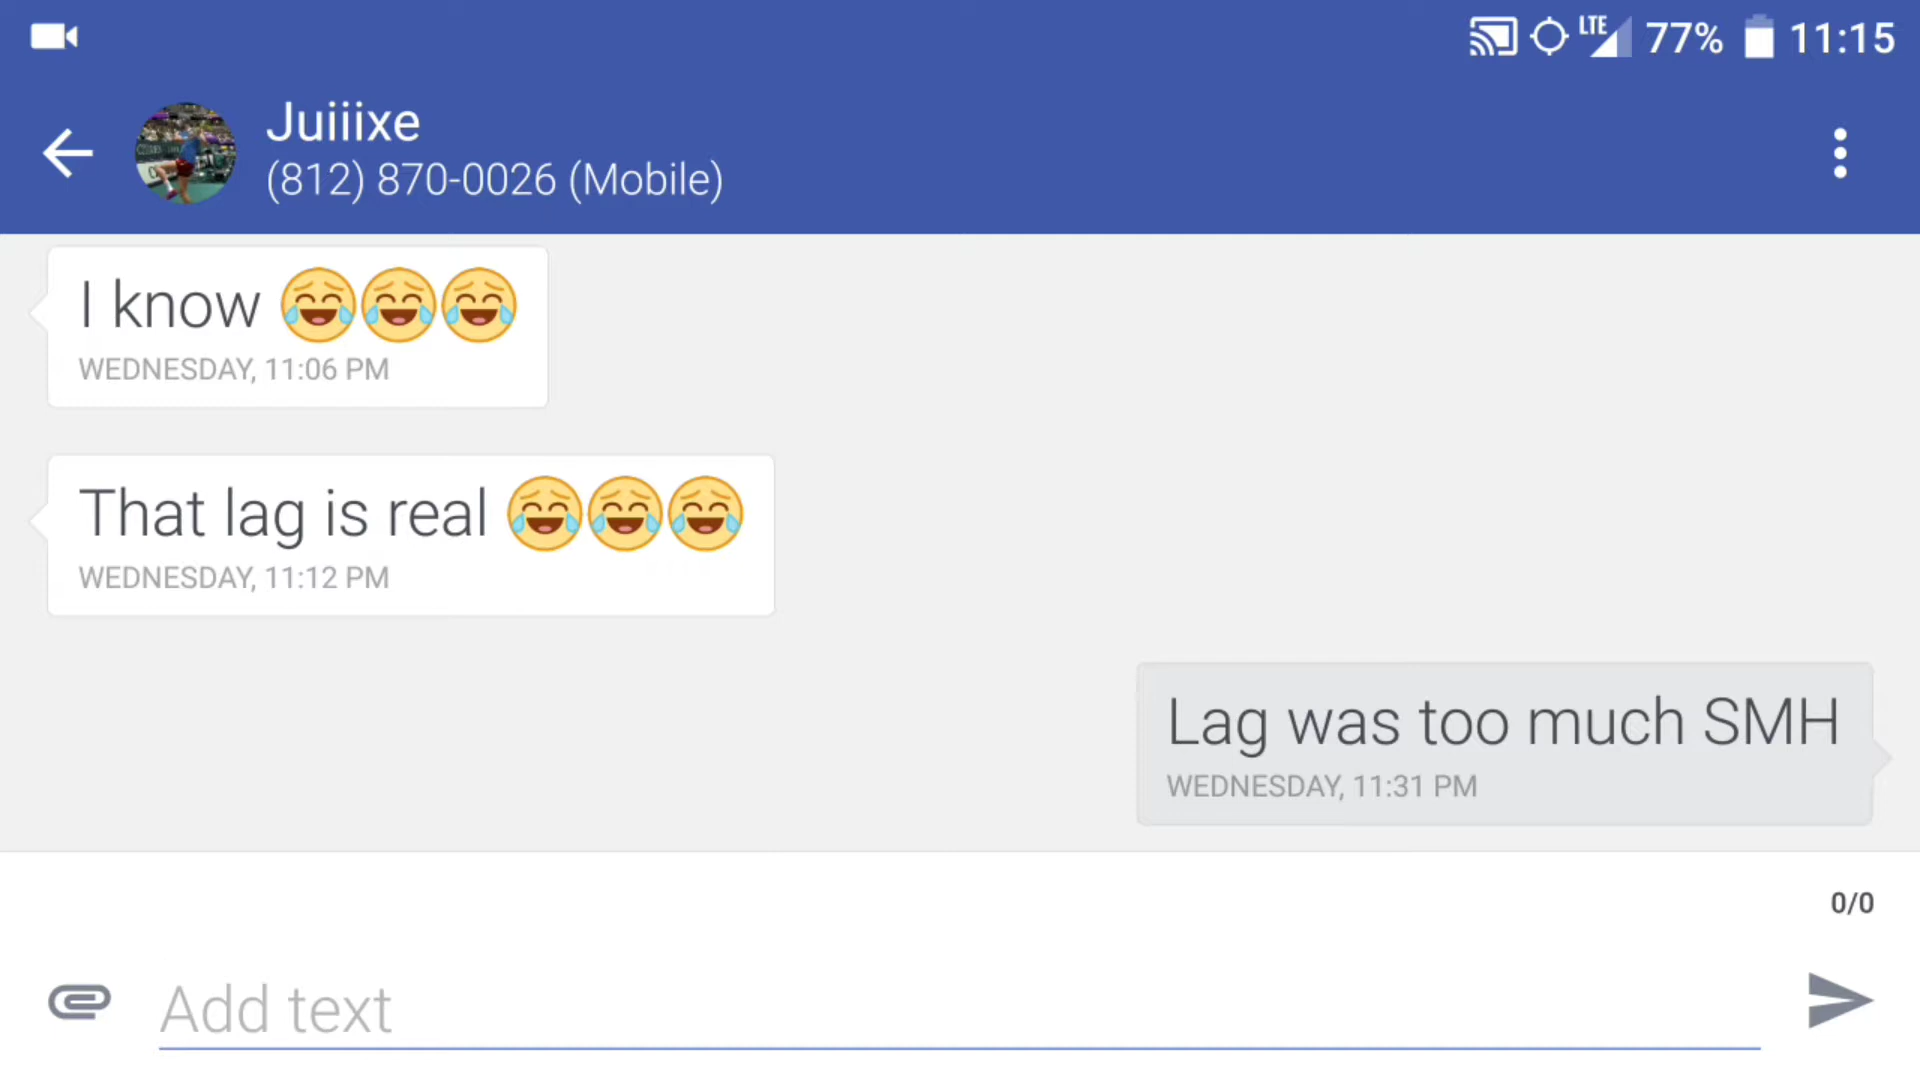 LTE 77% 11:15
Juiiixe
(812) 870-0026 (Mobile)
I know 😂😂😂
WEDNESDAY, 11:06 PM
That lag is real 😂😂😂
WEDNESDAY, 11:12 PM
Lag was too much SMH
WEDNESDAY, 11:31 PM
0/0
Add text